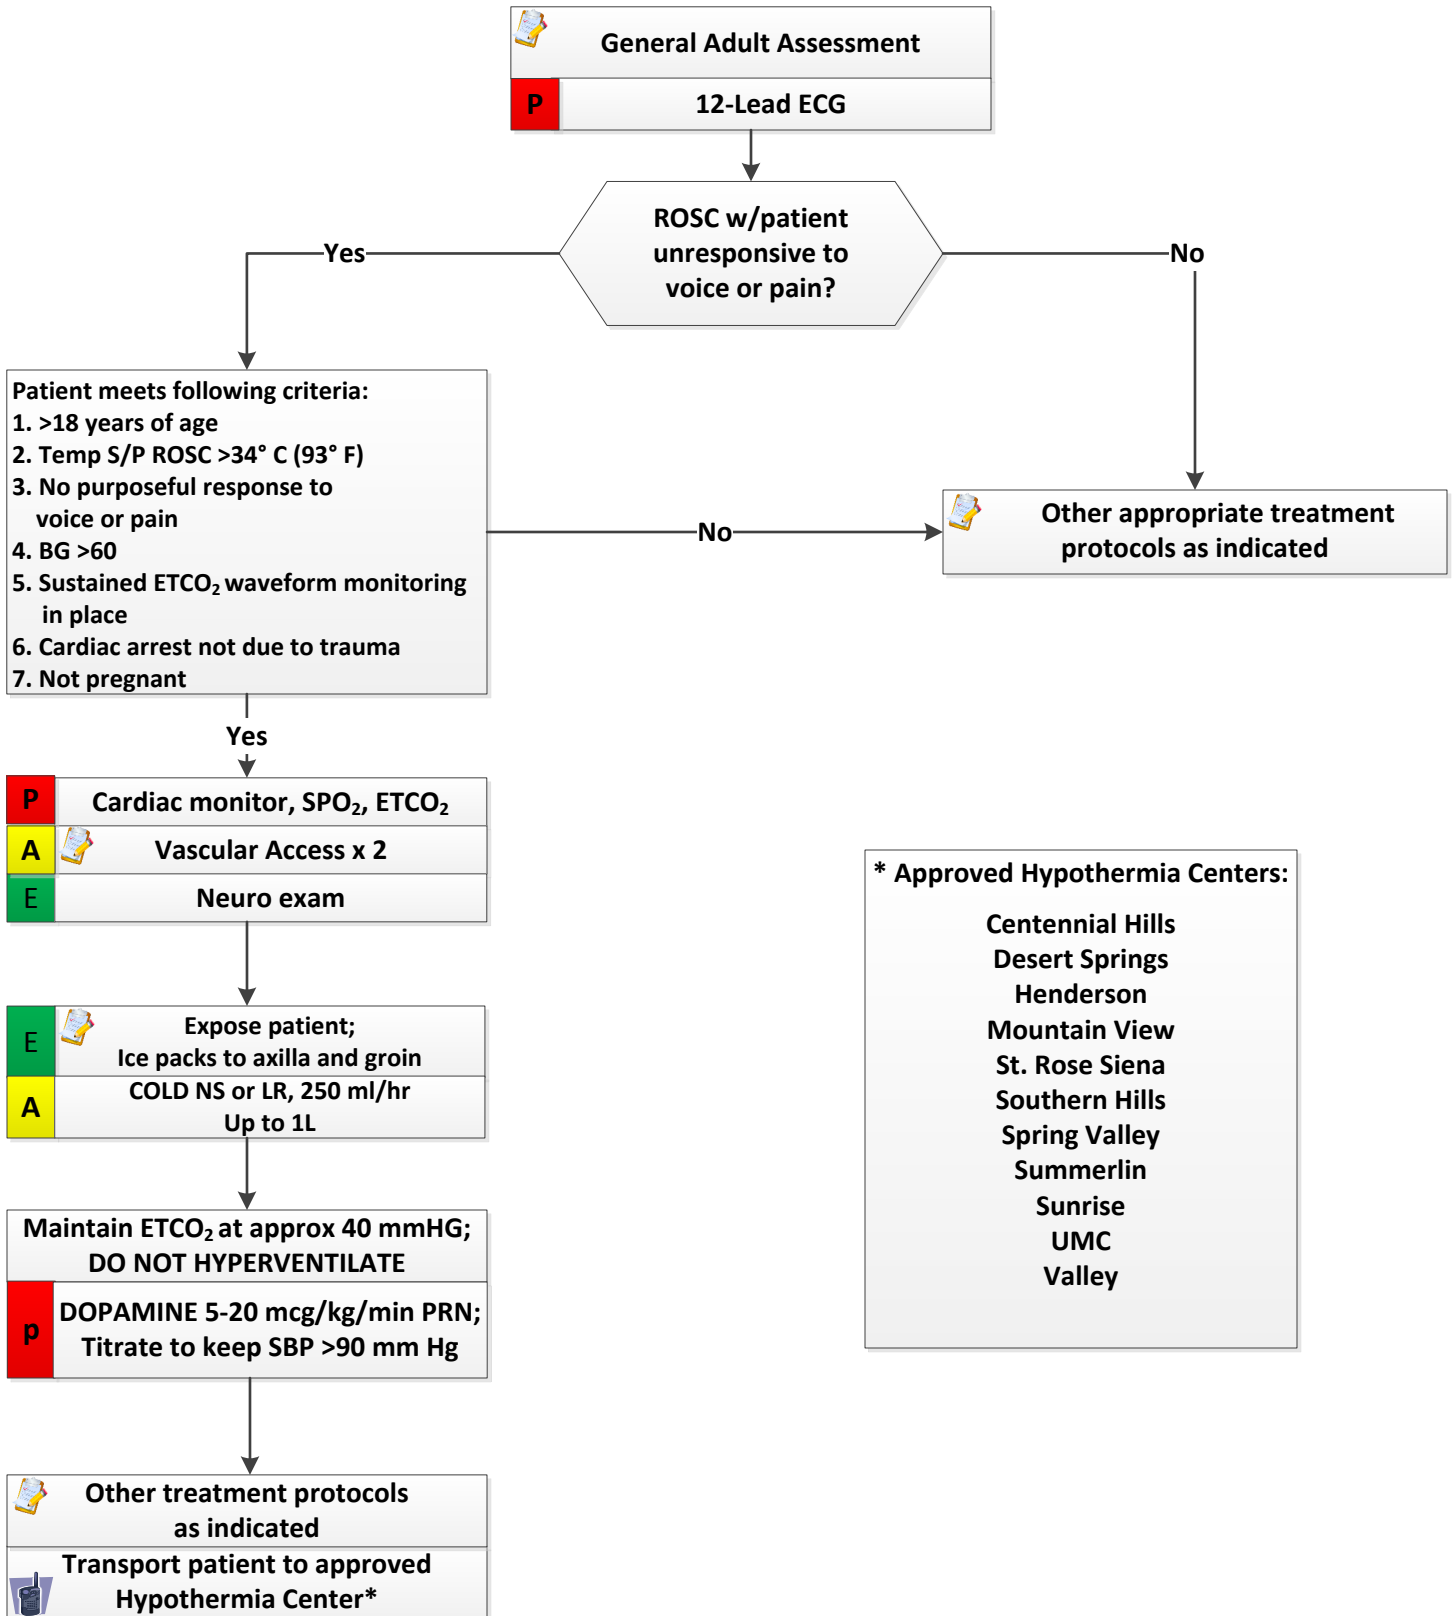 General Adult Assessment
P
12-Lead ECG
ROSC w/patient
unresponsive to
voice or pain?
Yes
No
Patient meets following criteria:
1. >18 years of age
2. Temp S/P ROSC >34° C (93° F)
3. No purposeful response to
voice or pain
4. BG >60
5. Sustained ETCO₂ waveform monitoring
in place
6. Cardiac arrest not due to trauma
7. Not pregnant
No
Other appropriate treatment
protocols as indicated
Yes
P
Cardiac monitor, SPO₂, ETCO₂
A
Vascular Access x 2
E
Neuro exam
E
Expose patient;
Ice packs to axilla and groin
A
COLD NS or LR, 250 ml/hr
Up to 1L
Maintain ETCO₂ at approx 40 mmHG;
DO NOT HYPERVENTILATE
p
DOPAMINE 5-20 mcg/kg/min PRN;
Titrate to keep SBP >90 mm Hg
Other treatment protocols
as indicated
Transport patient to approved
Hypothermia Center*
* Approved Hypothermia Centers:
Centennial Hills
Desert Springs
Henderson
Mountain View
St. Rose Siena
Southern Hills
Spring Valley
Summerlin
Sunrise
UMC
Valley